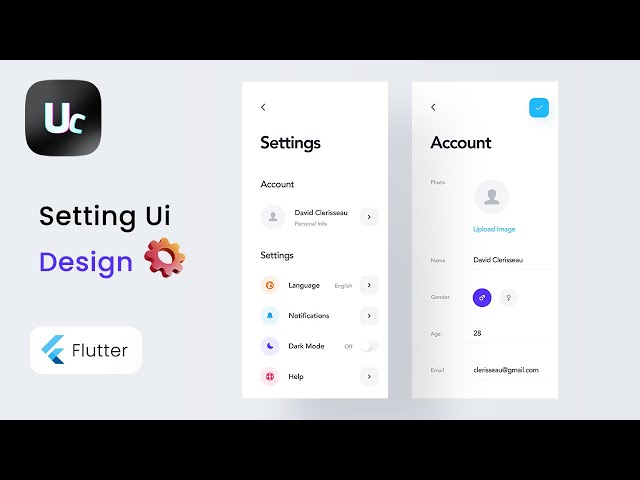 Uc
Setting Ui
Design
Flutter
Settings
Account
David Clerisseau
Personal info
Settings
Language English
Notifications
Dark Mode Off
Help
Account
Photo
Upload Image
Name David Clerisseau
Gender
Age 28
Email clerisseau@gmail.com